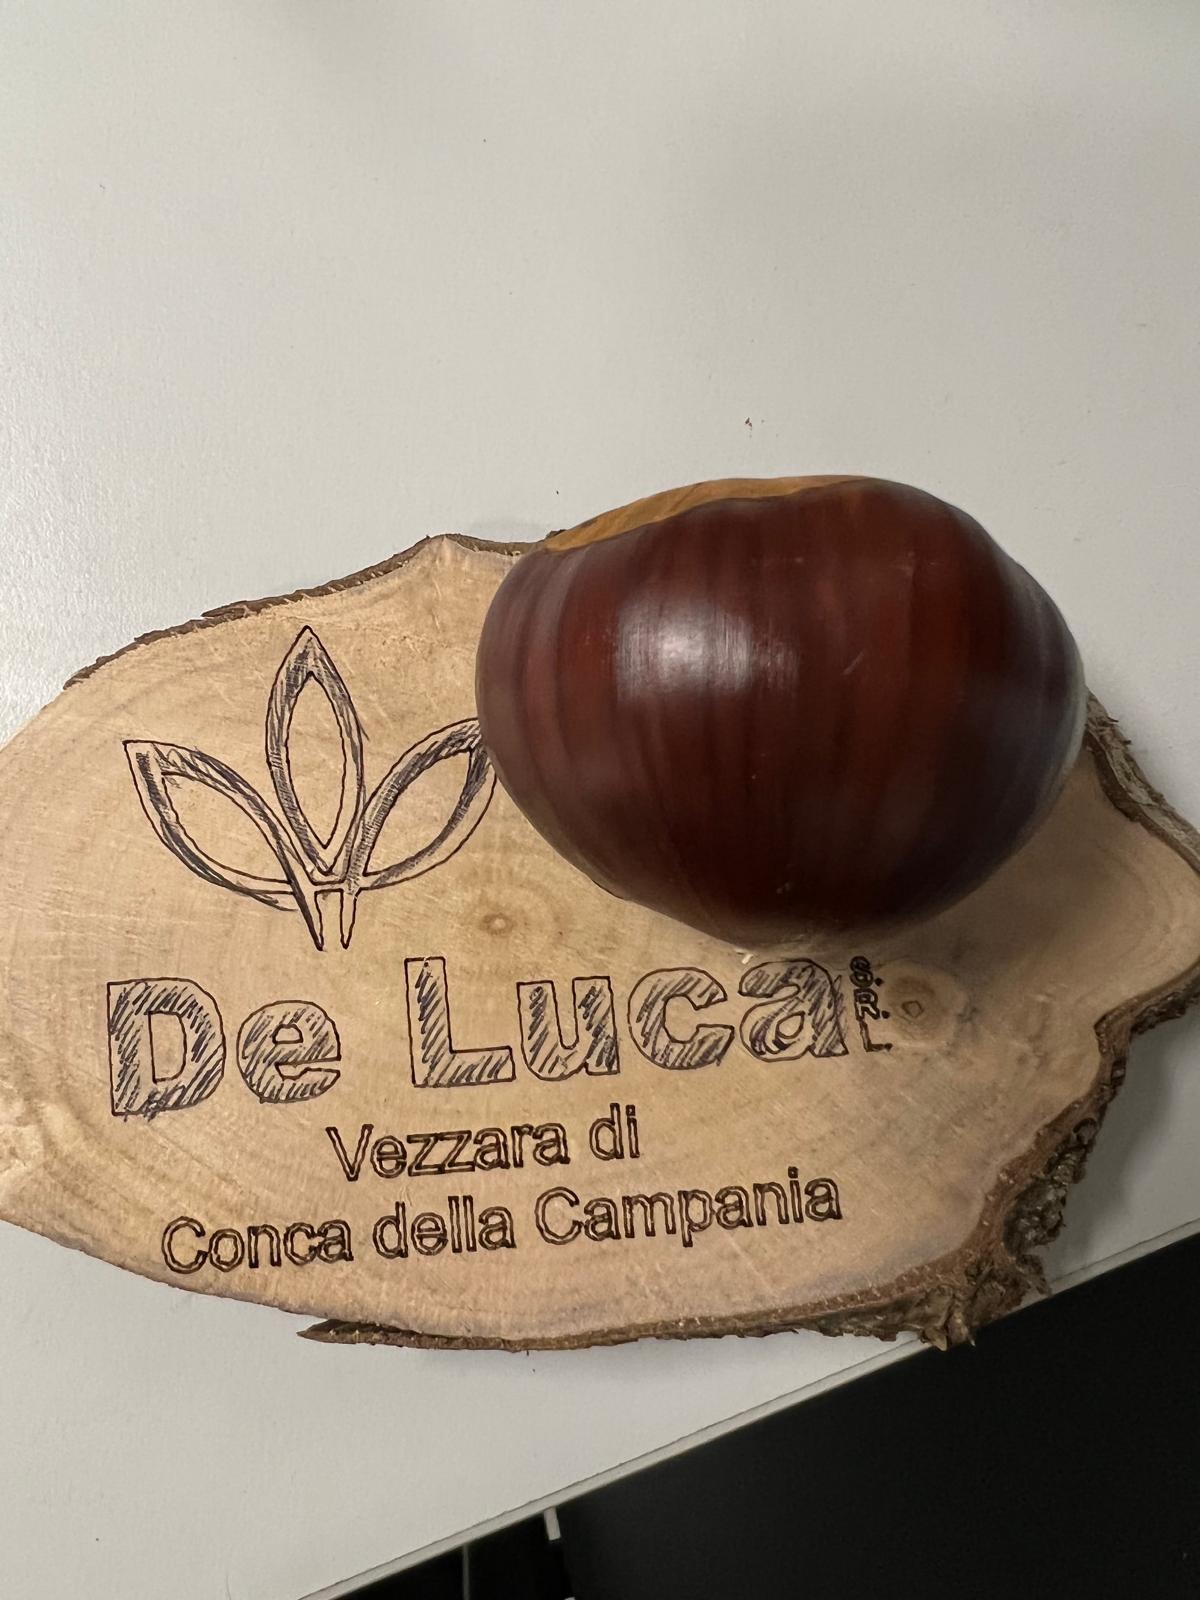 De Luca S.R.L.
Vezzara di
Conca della Campania